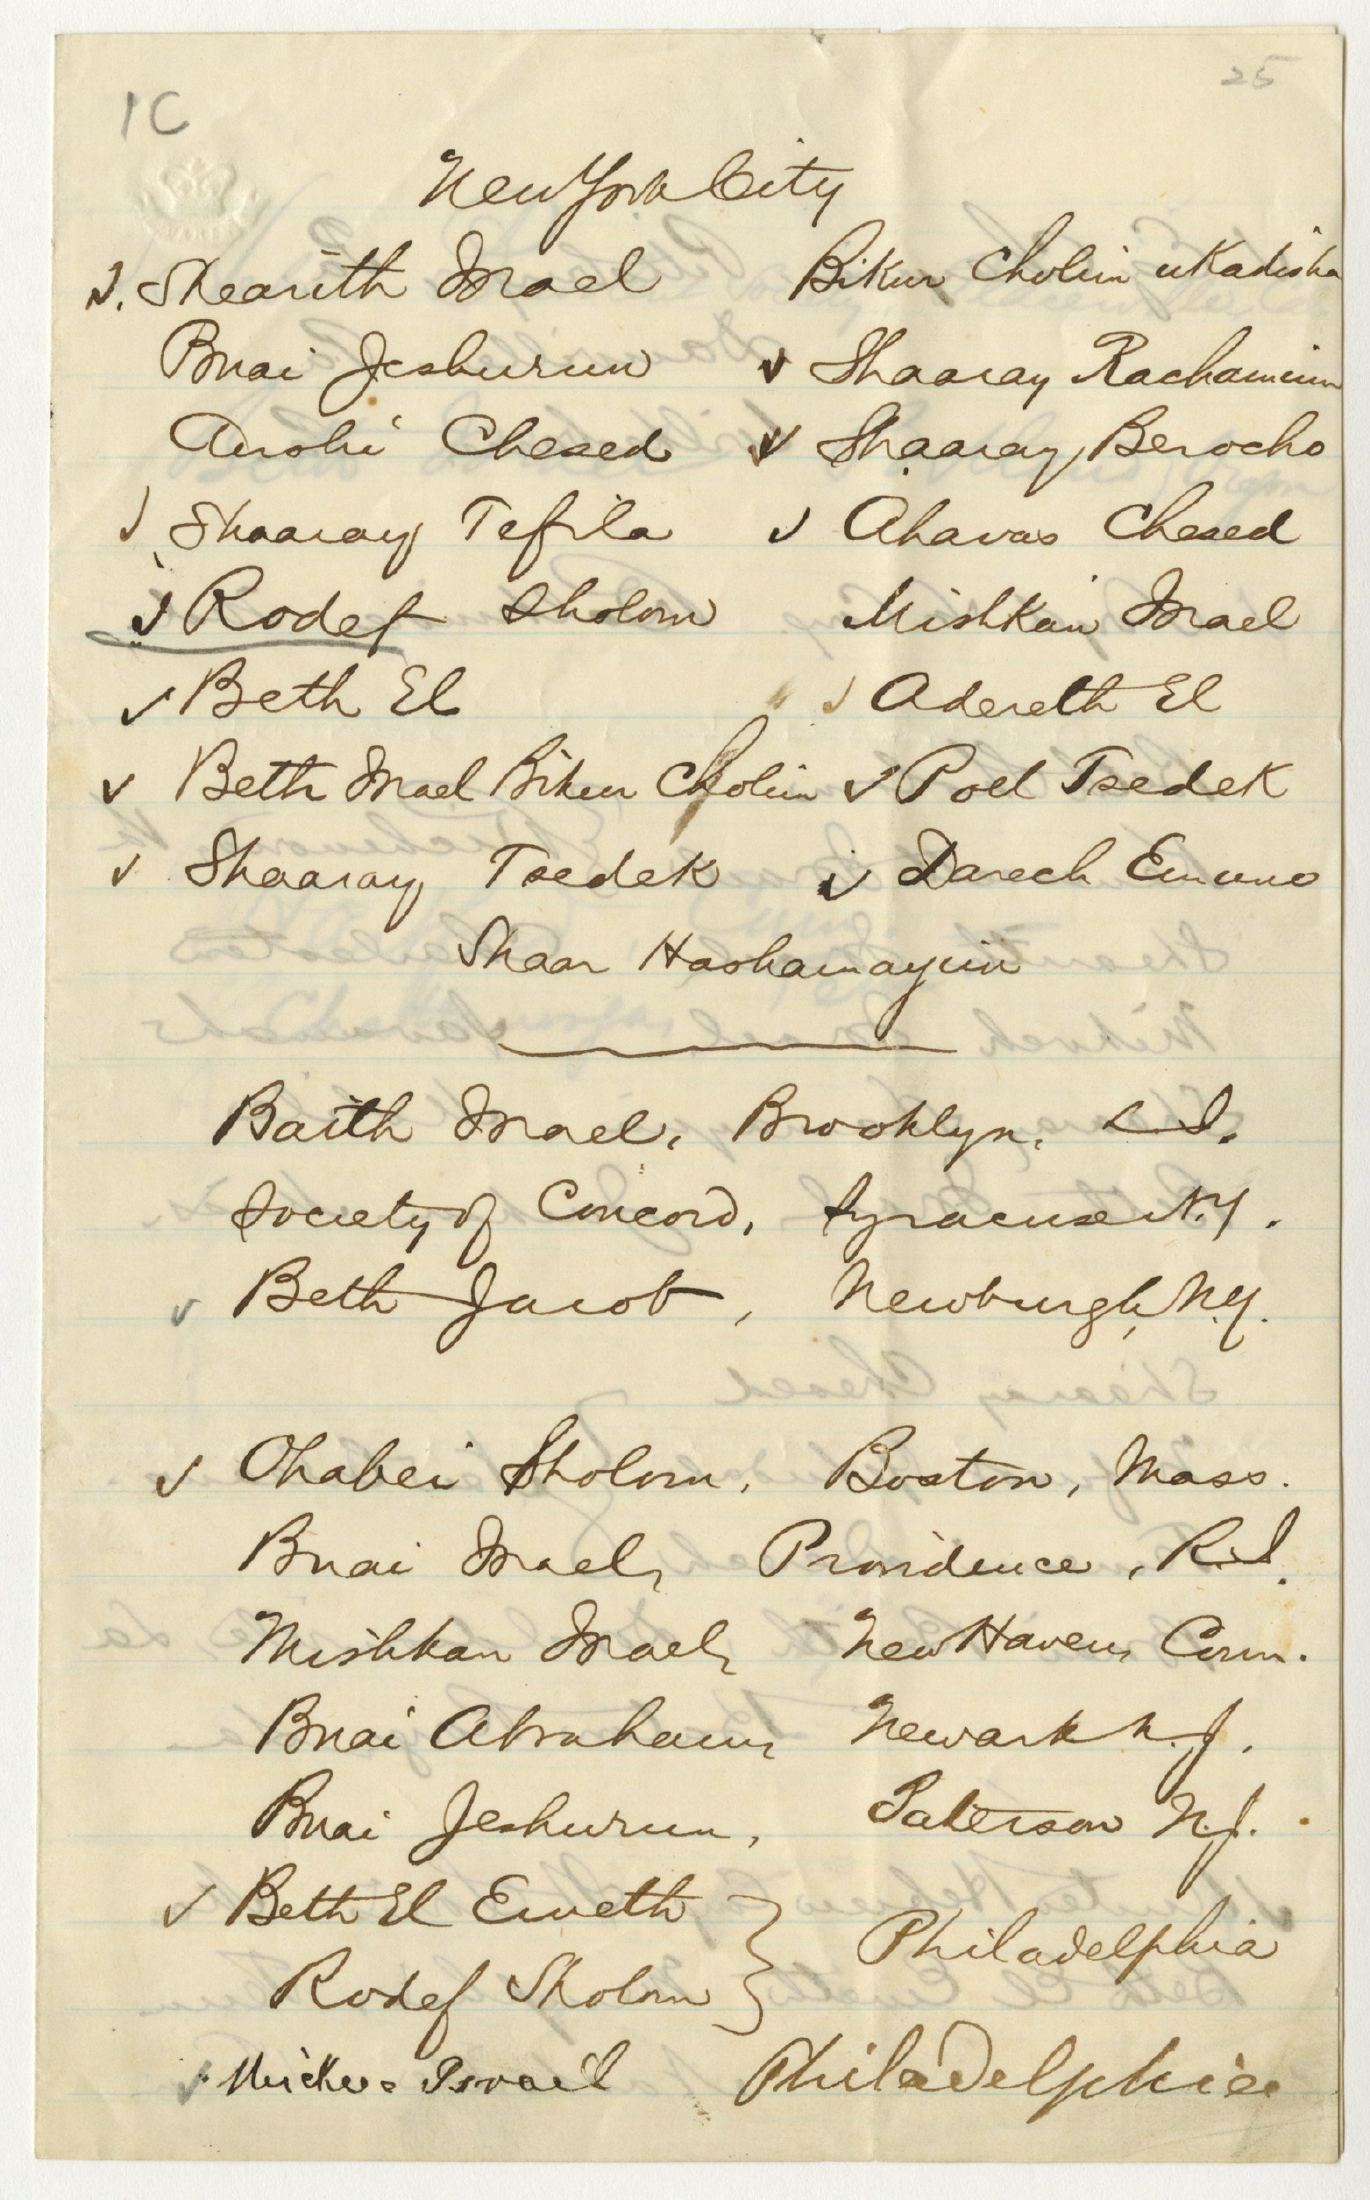 1C
25
New York City
√. Shearith Israel Bikur Cholim uKadisha
Bnai Jeshurun √ Shaaray Rachamim
Anshi Chesed √ Shaaray Berocho
√ Shaaray Tefila √ Ahavas Chesed
√ Rodef Sholom Mishkan Israel
√ Beth El √ Adereth El
√ Beth Israel Bikur Cholim √ Poel Tsedek
√ Shaaray Tsedek √ Darech Emuno
Shaar Hashamayim
Baith Israel, Brooklyn, L.I.
Society of Concord, Syracuse N.Y.
√ Beth Jacob, Newburgh, N.Y.
√ Ohabei Sholom, Boston, Mass.
Bnai Israel, Providence, R.I.
Mishkan Israel, New Haven, Conn.
Bnai Abraham, Newark N.J.
Bnai Jeshurun, Paterson N.J.
√ Beth El Emeth } Philadelphia
Rodef Sholom
√ Mickve Israil Philadelphia